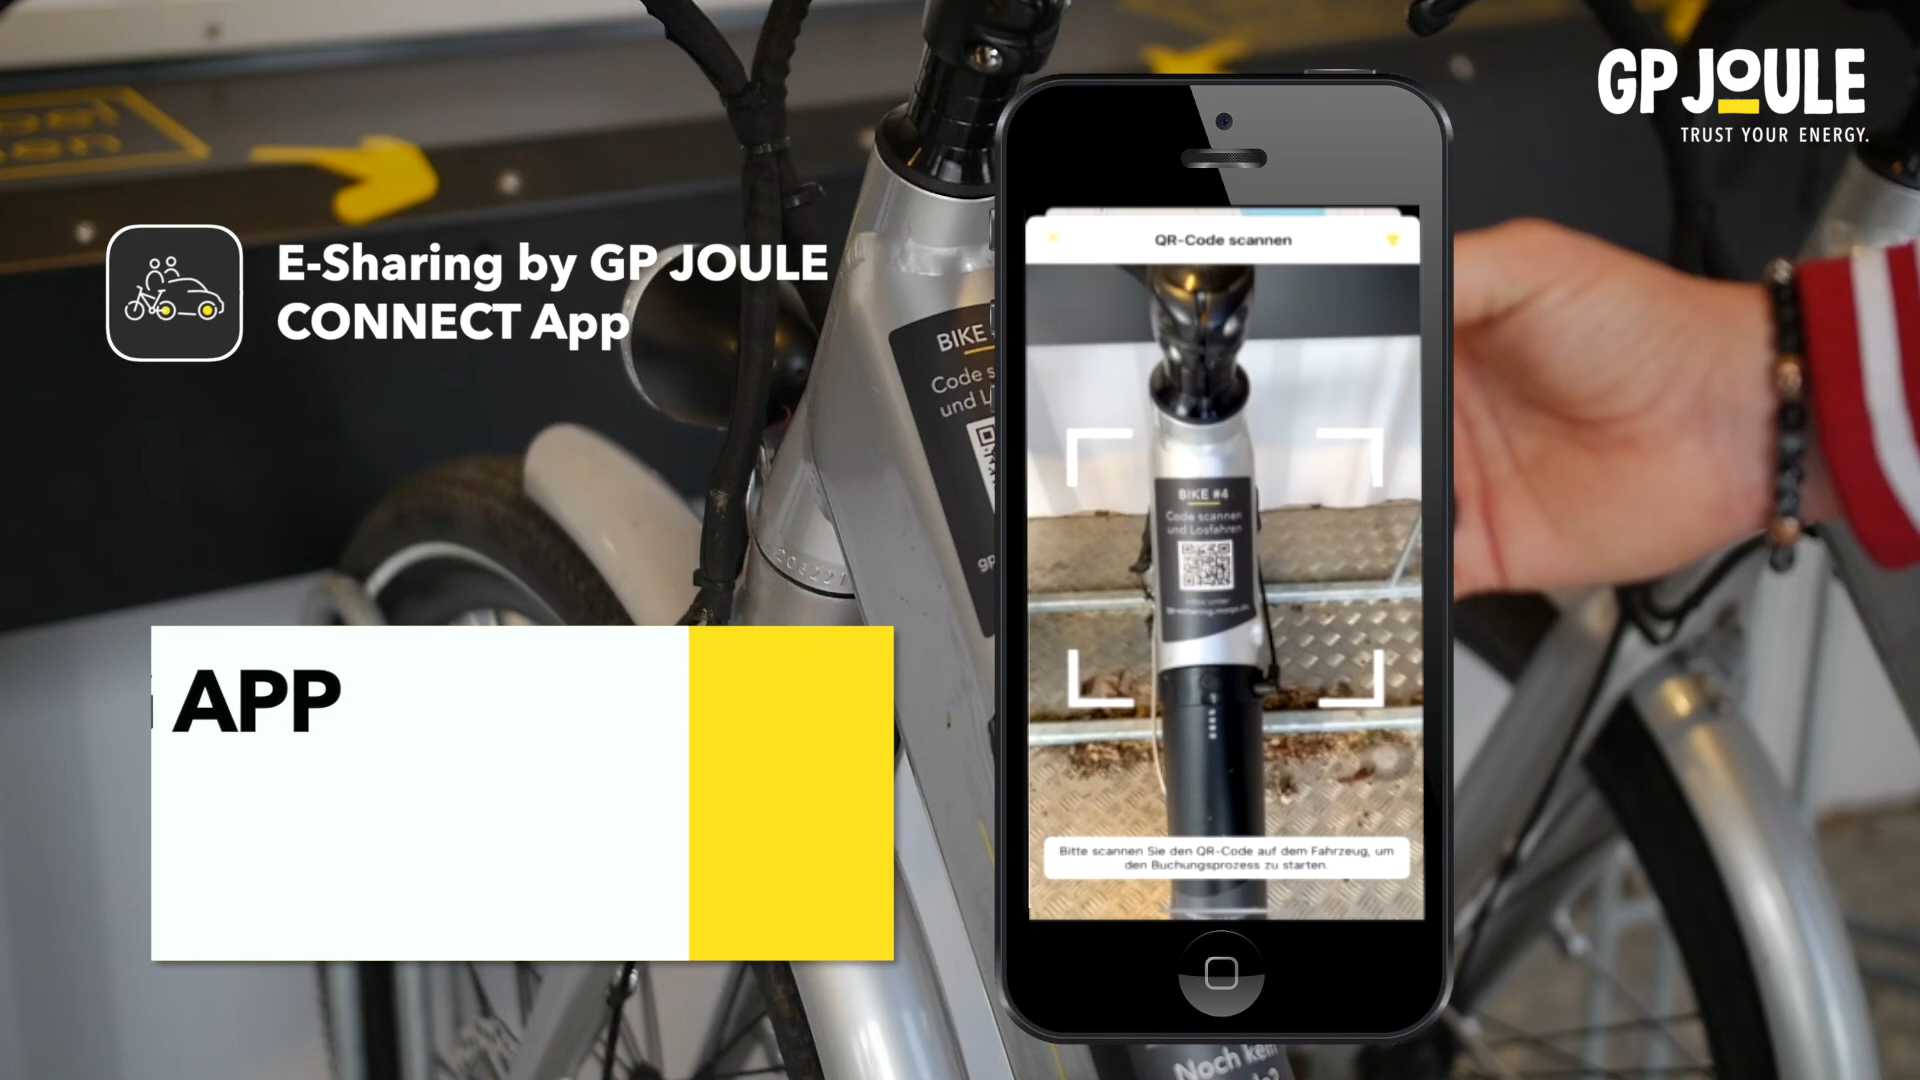 GP JOULE
TRUST YOUR ENERGY.
E-Sharing by GP JOULE
CONNECT App
APP
QR-Code scannen
BIKE #4
Code scannen
und Losfahren
Bitte scannen Sie den QR-Code auf dem Fahrzeug, um
den Buchungsprozess zu starten.
BIKE
Code s
und L
gp
208221
Noch kein